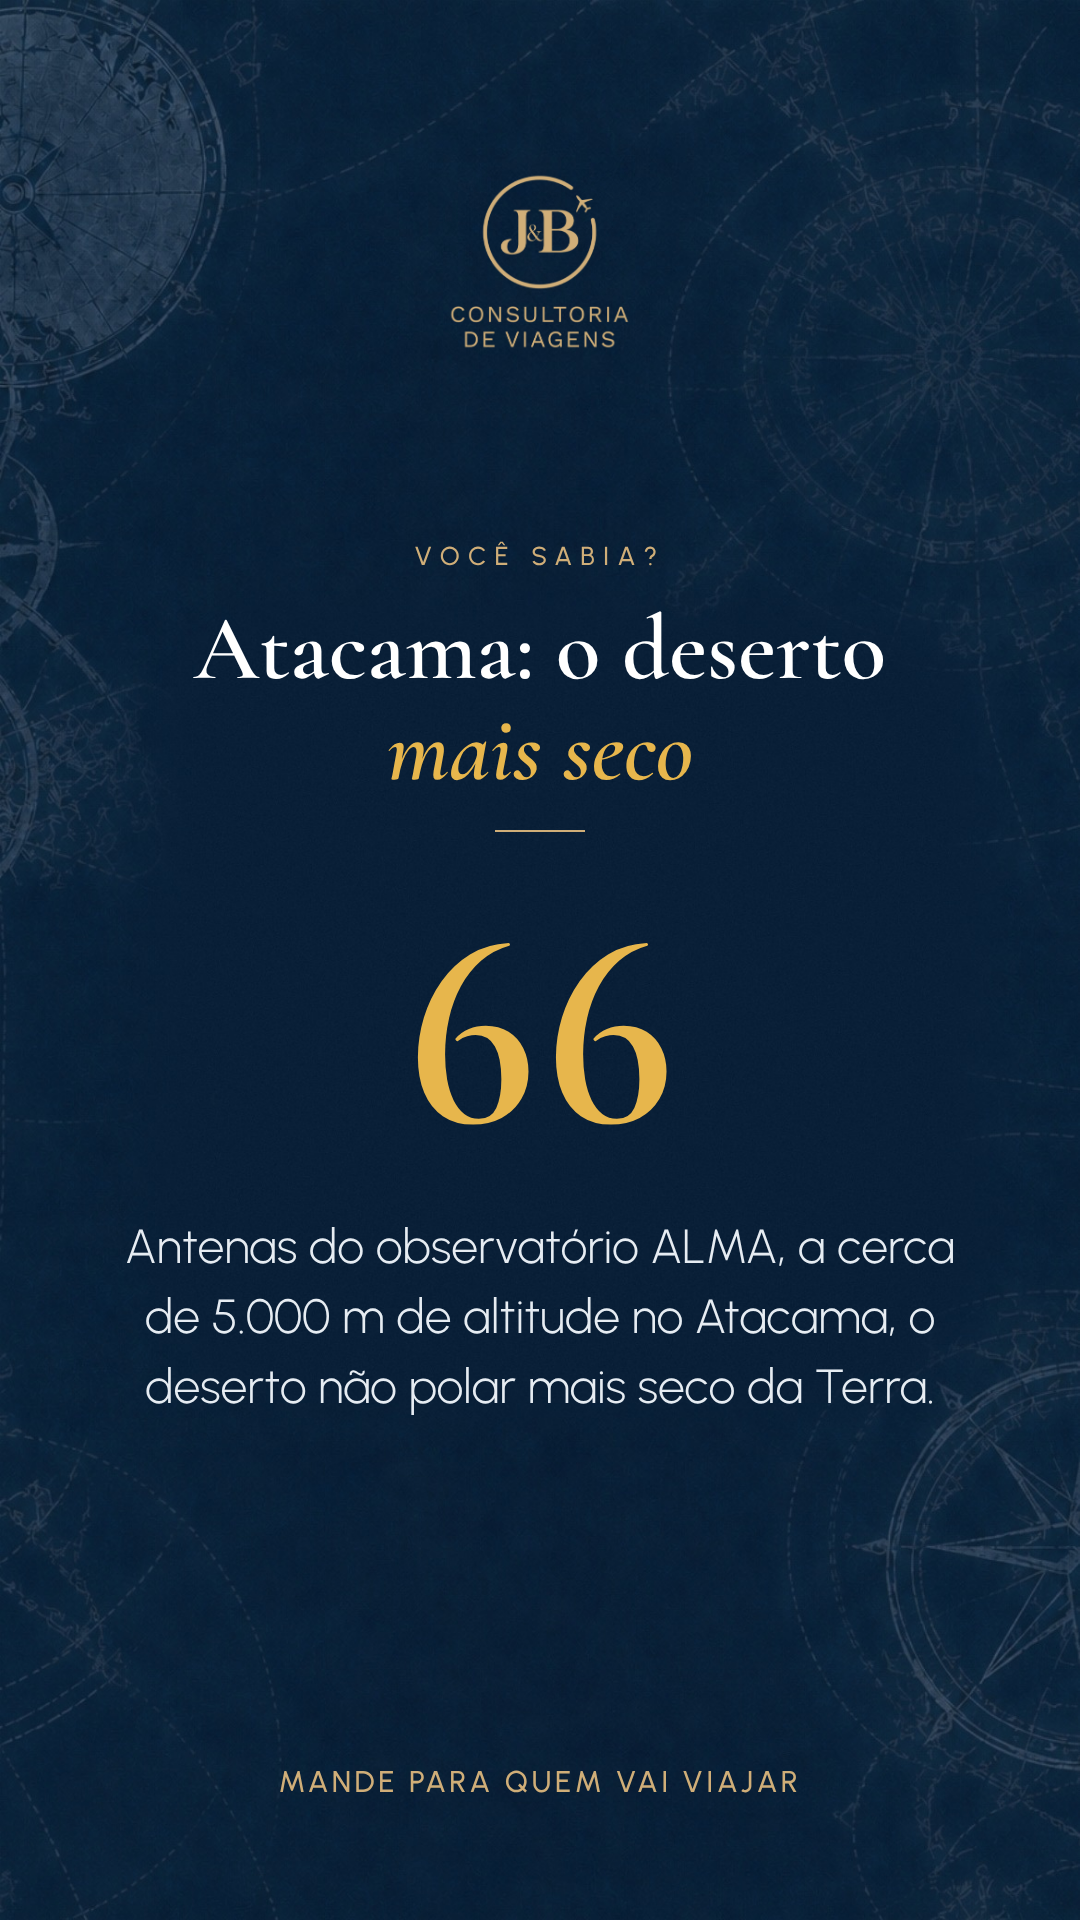 J&B
CONSULTORIA
DE VIAGENS
VOCÊ SABIA?
Atacama: o deserto
mais seco
66
Antenas do observatório ALMA, a cerca
de 5.000 m de altitude no Atacama, o
deserto não polar mais seco da Terra.
MANDE PARA QUEM VAI VIAJAR